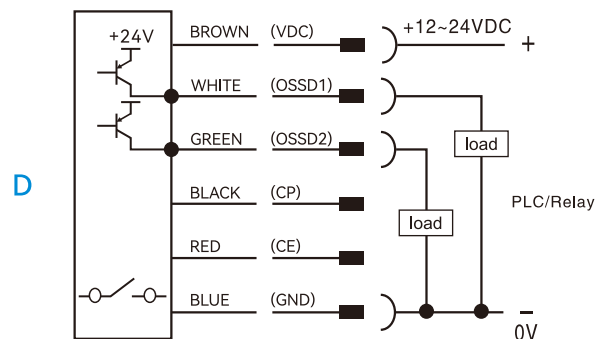 +24V
BROWN (VDC) +12~24VDC +
WHITE (OSSD1)
load
GREEN (OSSD2)
D
BLACK (CP)
PLC/Relay
load
RED (CE)
BLUE (GND) −
0V